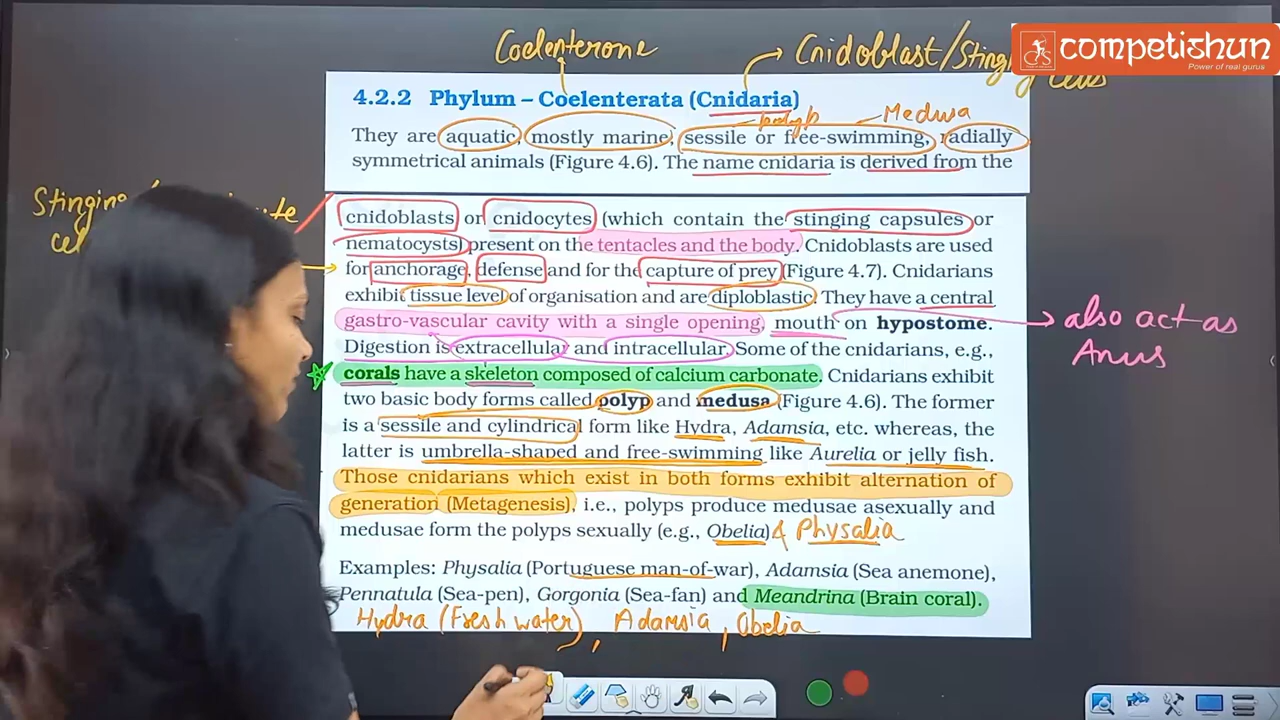 Coelenterone
Cnidoblast/Sting
cells
competishun
Power of real gurus
4.2.2 Phylum – Coelenterata (Cnidaria)
polyp
Medusa
They are aquatic, mostly marine, sessile or free-swimming, radially
symmetrical animals (Figure 4.6). The name cnidaria is derived from the
Stinging
cnidoblasts or cnidocytes (which contain the stinging capsules or
nematocysts) present on the tentacles and the body. Cnidoblasts are used
for anchorage, defense and for the capture of prey (Figure 4.7). Cnidarians
exhibit tissue level of organisation and are diploblastic. They have a central
gastro-vascular cavity with a single opening, mouth on hypostome.
also act as
Anus
Digestion is extracellular and intracellular. Some of the cnidarians, e.g.,
corals have a skeleton composed of calcium carbonate. Cnidarians exhibit
two basic body forms called polyp and medusa (Figure 4.6). The former
is a sessile and cylindrical form like Hydra, Adamsia, etc. whereas, the
latter is umbrella-shaped and free-swimming like Aurelia or jelly fish.
Those cnidarians which exist in both forms exhibit alternation of
generation (Metagenesis), i.e., polyps produce medusae asexually and
medusae form the polyps sexually (e.g., Obelia) & Physalia
Examples: Physalia (Portuguese man-of-war), Adamsia (Sea anemone),
Pennatula (Sea-pen), Gorgonia (Sea-fan) and Meandrina (Brain coral).
Hydra (Fresh water), Adamsia, Obelia